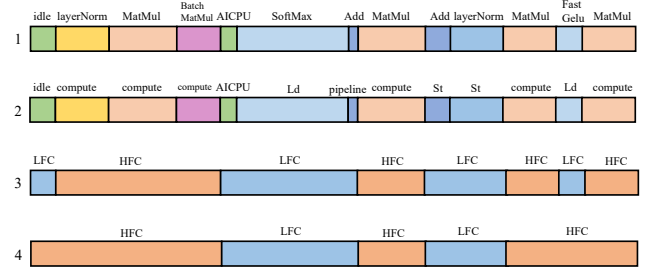 Batch Fast
idle layerNorm MatMul MatMul AICPU SoftMax Add MatMul Add layerNorm MatMul Gelu MatMul
1
idle compute compute compute AICPU Ld pipeline compute St St compute Ld compute
2
LFC HFC LFC HFC LFC HFC LFC HFC
3
HFC LFC HFC LFC HFC
4